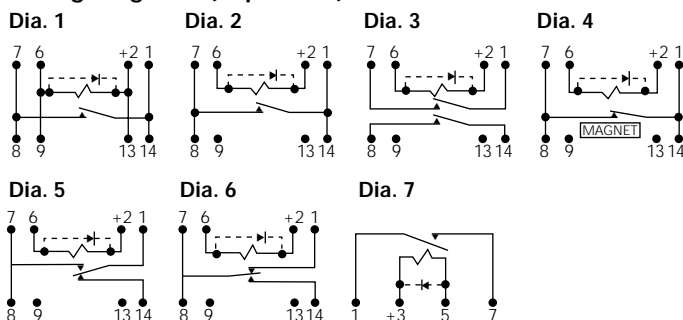 Dia. 1 Dia. 2 Dia. 3 Dia. 4
7 6 +2 1 7 6 +2 1 7 6 +2 1 7 6 +2 1
MAGNET
8 9 13 14 8 9 13 14 8 9 13 14 8 9 13 14
Dia. 5 Dia. 6 Dia. 7
7 6 +2 1 7 6 +2 1
8 9 13 14 8 9 13 14 1 +3 5 7